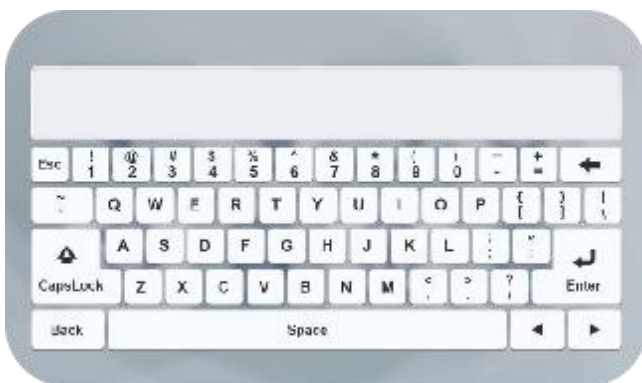 Esc ! 1 @ 2 # 3 $ 4 % 5 ^ 6 & 7 * 8 ( 9 ) 0 _ - + =
~ ` Q W E R T Y U I O P { [ } ] | \
CapsLock A S D F G H J K L : ; " ' Enter
Z X C V B N M < , > . ? /
Back Space